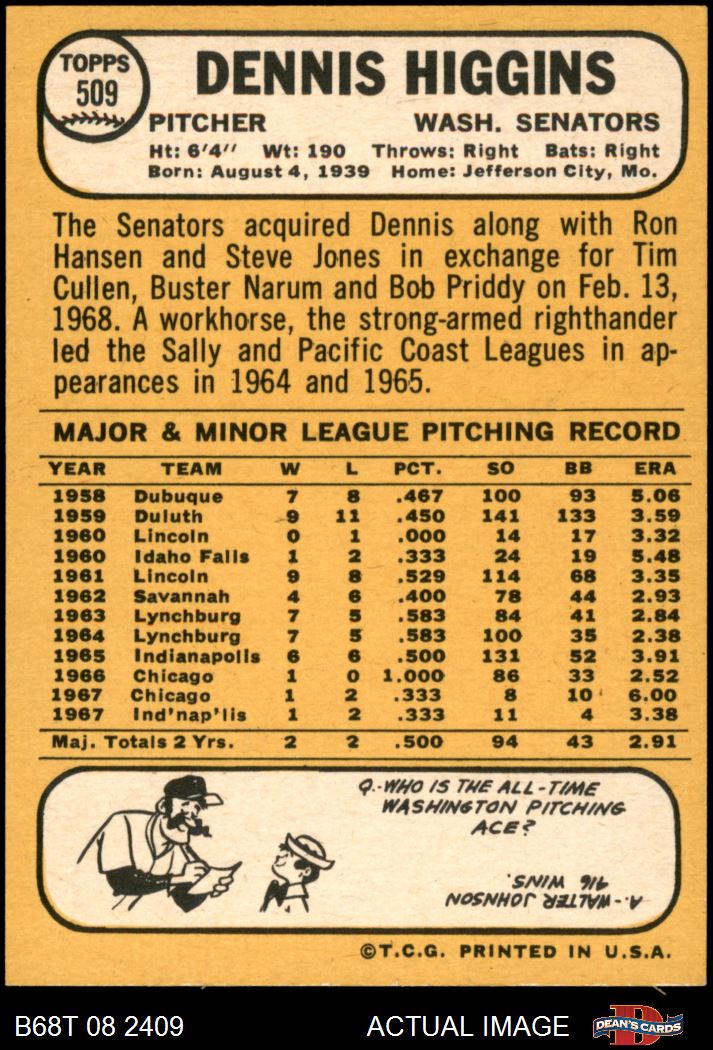 TOPPS
509
DENNIS HIGGINS
PITCHER WASH. SENATORS
Ht: 6'4" Wt: 190 Throws: Right Bats: Right
Born: August 4, 1939 Home: Jefferson City, Mo.
The Senators acquired Dennis along with Ron
Hansen and Steve Jones in exchange for Tim
Cullen, Buster Narum and Bob Priddy on Feb. 13,
1968. A workhorse, the strong-armed righthander
led the Sally and Pacific Coast Leagues in ap-
pearances in 1964 and 1965.
MAJOR & MINOR LEAGUE PITCHING RECORD
YEAR TEAM W L PCT. SO BB ERA
1958 Dubuque 7 8 .467 100 93 5.06
1959 Duluth 9 11 .450 141 133 3.59
1960 Lincoln 0 1 .000 14 17 3.32
1960 Idaho Falls 1 2 .333 24 19 5.48
1961 Lincoln 9 8 .529 114 68 3.35
1962 Savannah 4 6 .400 78 44 2.93
1963 Lynchburg 7 5 .583 84 41 2.84
1964 Lynchburg 7 5 .583 100 35 2.38
1965 Indianapolis 6 6 .500 131 52 3.91
1966 Chicago 1 0 1.000 86 33 2.52
1967 Chicago 1 2 .333 8 10 6.00
1967 Ind'nap'lis 1 2 .333 11 4 3.38
Maj. Totals 2 Yrs. 2 2 .500 94 43 2.91
Q.-WHO IS THE ALL-TIME
WASHINGTON PITCHING
ACE?
A.-WALTER JOHNSON
416 WINS.
©T.C.G. PRINTED IN U.S.A.
B68T 08 2409 ACTUAL IMAGE
D
DEAN'S CARDS